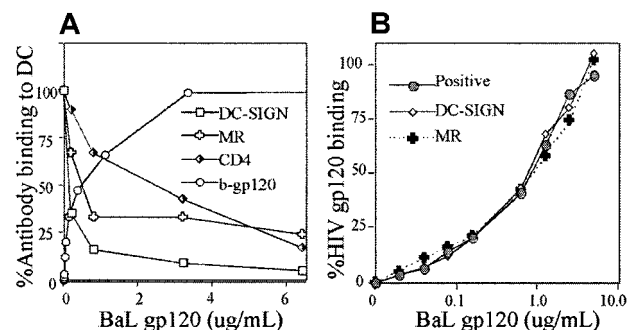 A
%Antibody binding to DC
100
75
50
25
0
DC-SIGN
MR
CD4
b-gp120
0 2 4 6
BaL gp120 (ug/mL)
B
%HIV gp120 binding
100
75
50
25
0
Positive
DC-SIGN
MR
0 0.1 1.0 10.0
BaL gp120 (ug/mL)